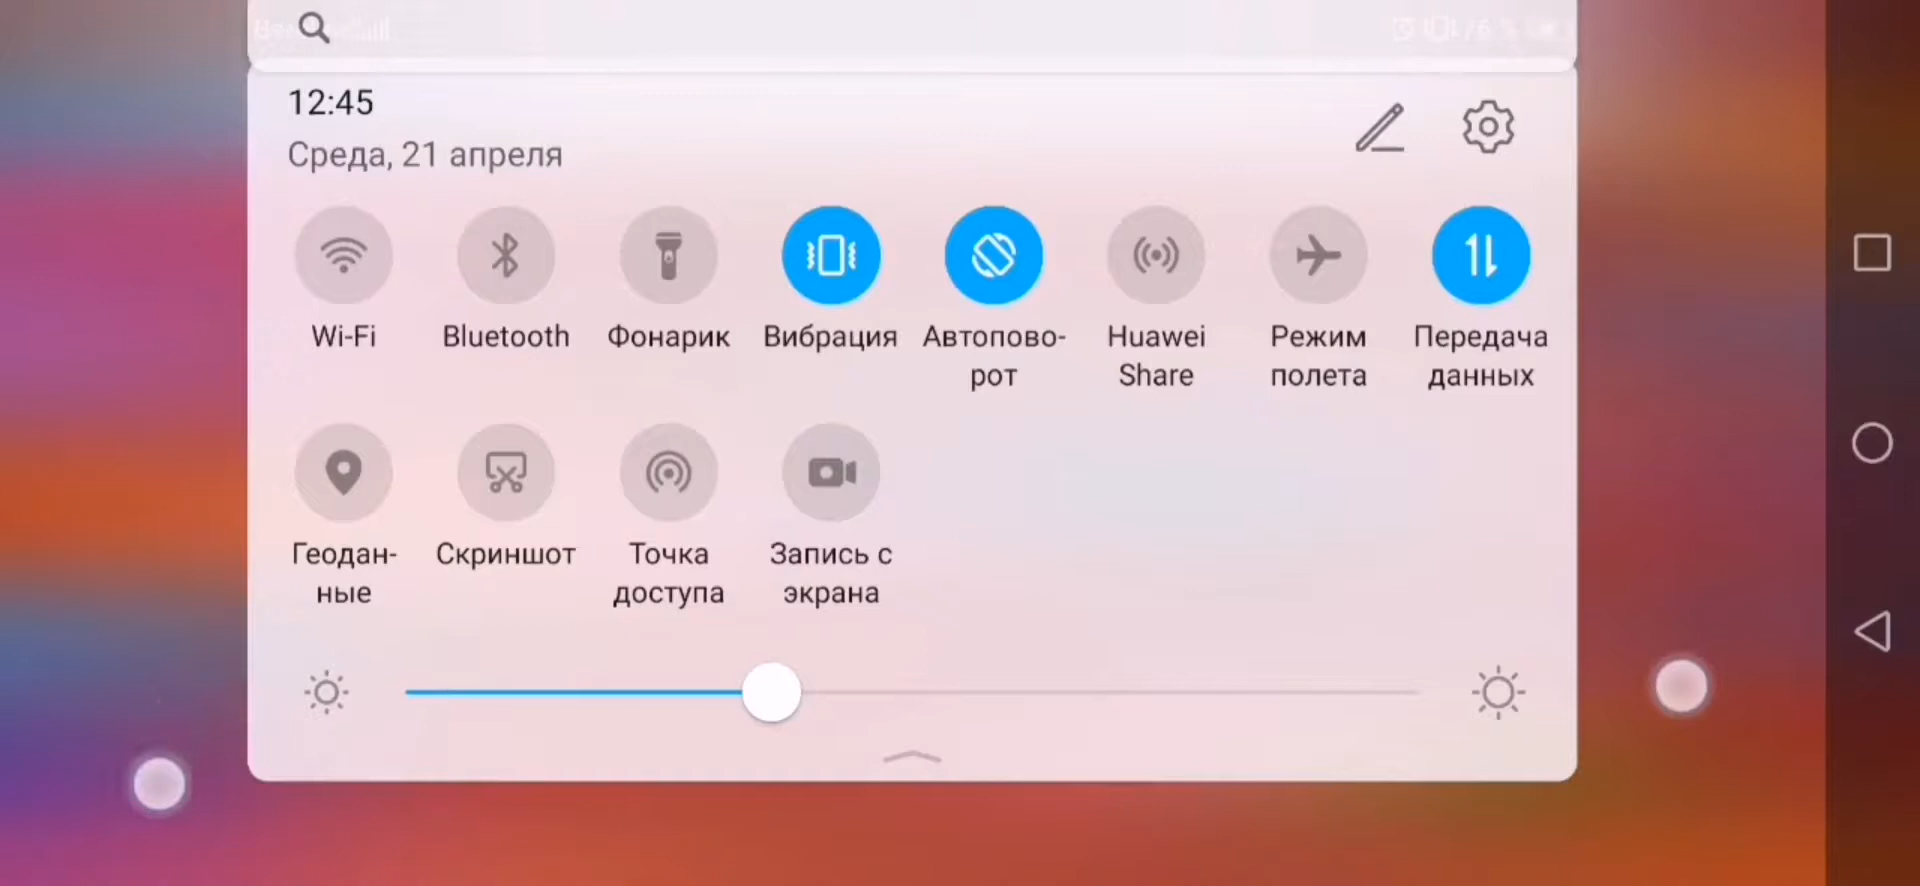 12:45
Среда, 21 апреля
Wi-Fi
Bluetooth
Фонарик
Вибрация
Автопово-
рот
Huawei
Share
Режим
полета
Передача
данных
Геодан-
ные
Скриншот
Точка
доступа
Запись с
экрана